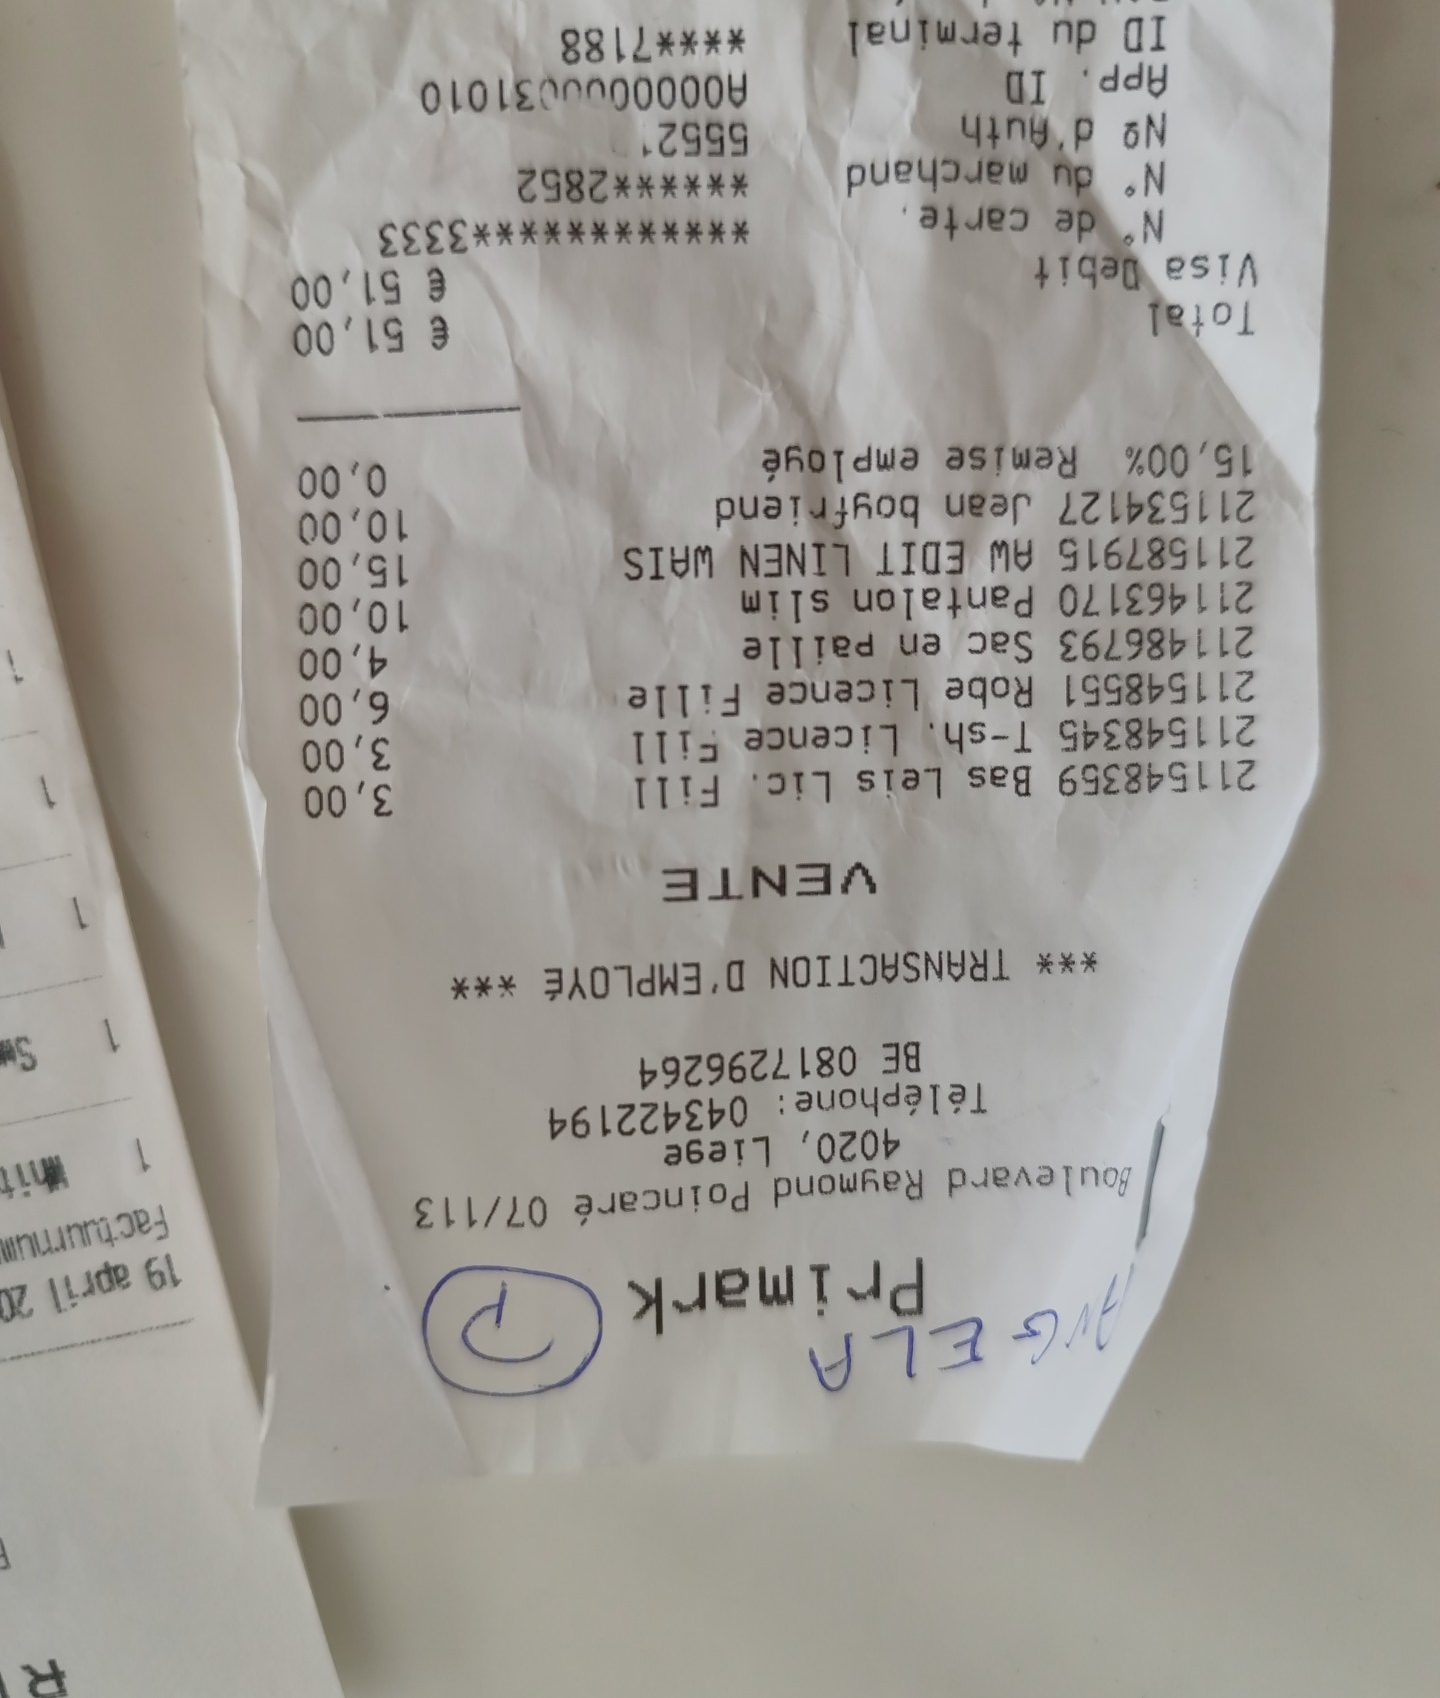 ANGELA
P
Primark
Boulevard Raymond Poincaré 07/113
4020, Liege
Téléphone: 043422194
BE 0817296264
*** TRANSACTION D'EMPLOYÉ ***
VENTE
211548359 Bas Leis Lic. Fill 3,00
211548345 T-sh. Licence Fill 3,00
211548551 Robe Licence Fille 6,00
211486793 Sac en paille 4,00
211463170 Pantalon slim 10,00
211587915 AW EDIT LINEN WAIS 15,00
211534127 Jean boyfriend 10,00
15,00% Remise employé 0,00
Total € 51,00
Visa Debit € 51,00
N° de carte. ************3333
N° du marchand ******2852
Nº d'Auth
App. ID
ID du terminal ****7188
19 april 20
1
1
1
1